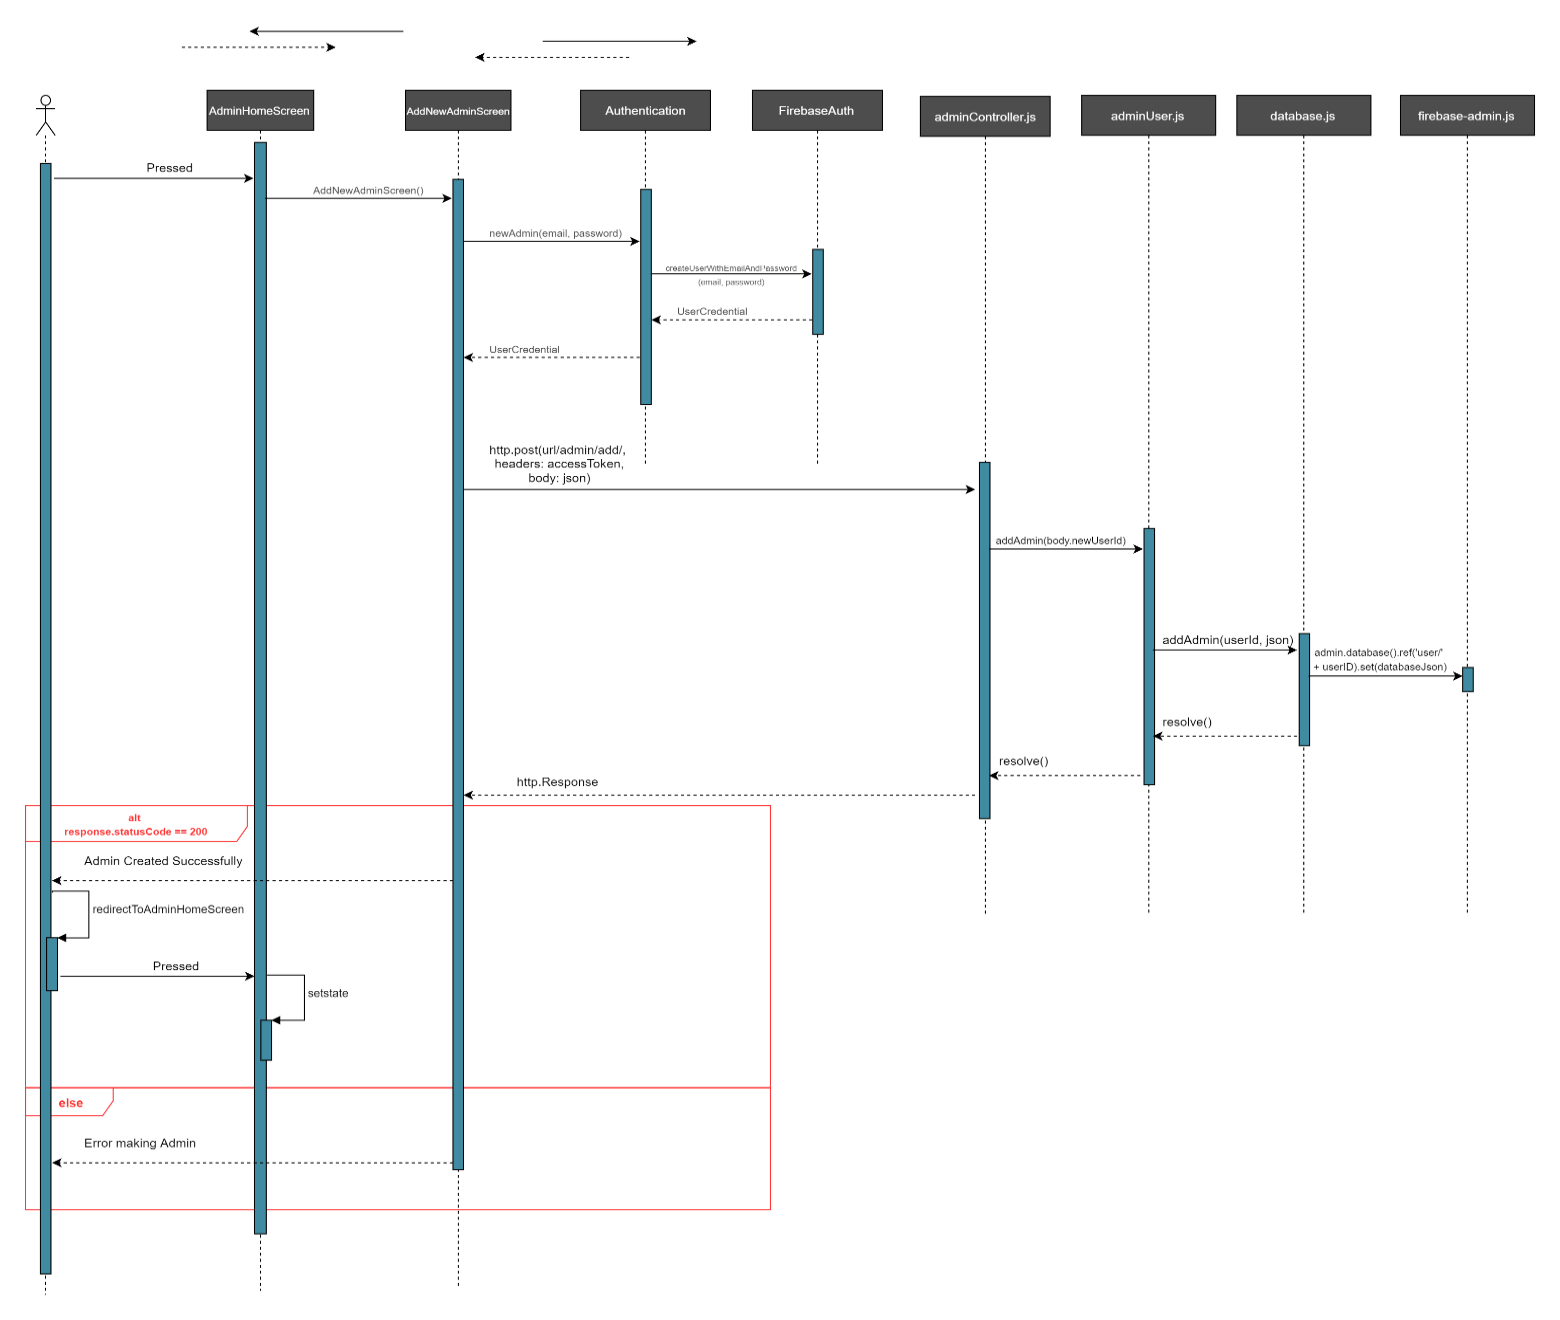 AdminHomeScreen
AddNewAdminScreen
Authentication
FirebaseAuth
adminController.js
adminUser.js
database.js
firebase-admin.js
Pressed
AddNewAdminScreen()
newAdmin(email, password)
createUserWithEmailAndPassword
(email, password)
UserCredential
UserCredential
http.post(url/admin/add/,
headers: accessToken,
body: json)
addAdmin(body.newUserId)
addAdmin(userId, json)
admin.database().ref('user/'
+ userID).set(databaseJson)
resolve()
resolve()
http.Response
alt
response.statusCode == 200
Admin Created Successfully
redirectToAdminHomeScreen
Pressed
setstate
else
Error making Admin